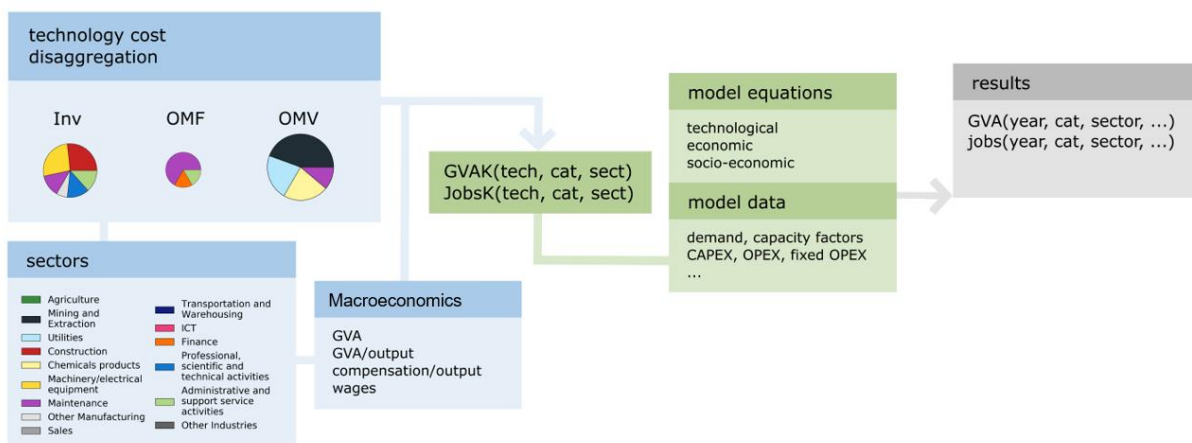 technology cost
disaggregation
Inv
OMF
OMV
sectors
Agriculture
Mining and
Extraction
Utilities
Construction
Chemicals products
Machinery/electrical
equipment
Maintenance
Other Manufacturing
Sales
Transportation and
Warehousing
ICT
Finance
Professional,
scientific and
technical activities
Administrative and
support service
activities
Other Industries
Macroeconomics
GVA
GVA/output
compensation/output
wages
GVAK(tech, cat, sect)
JobsK(tech, cat, sect)
model equations
technological
economic
socio-economic
model data
demand, capacity factors
CAPEX, OPEX, fixed OPEX
...
results
GVA(year, cat, sector, ...)
jobs(year, cat, sector, ...)